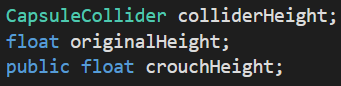 CapsuleCollider colliderHeight;
float originalHeight;
public float crouchHeight;